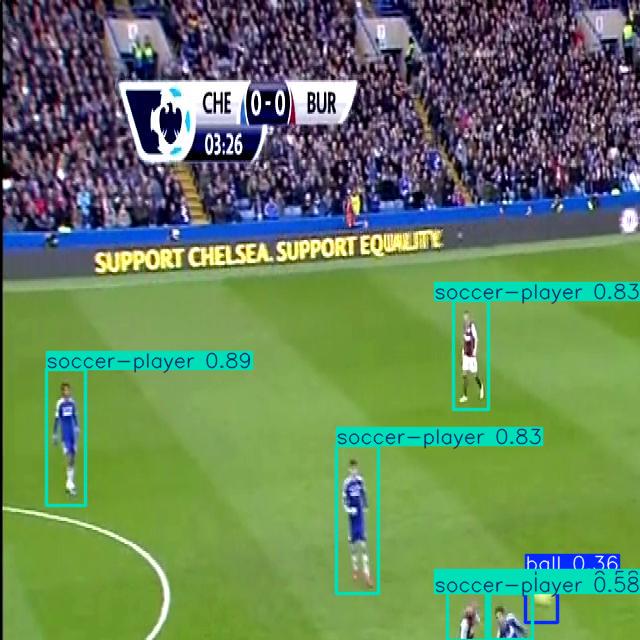 CHE 0-0 BUR
03:26
SUPPORT CHELSEA. SUPPORT EQUALITY.
soccer-player 0.83
soccer-player 0.89
soccer-player 0.83
ball 0.36
soccer-player 0.58